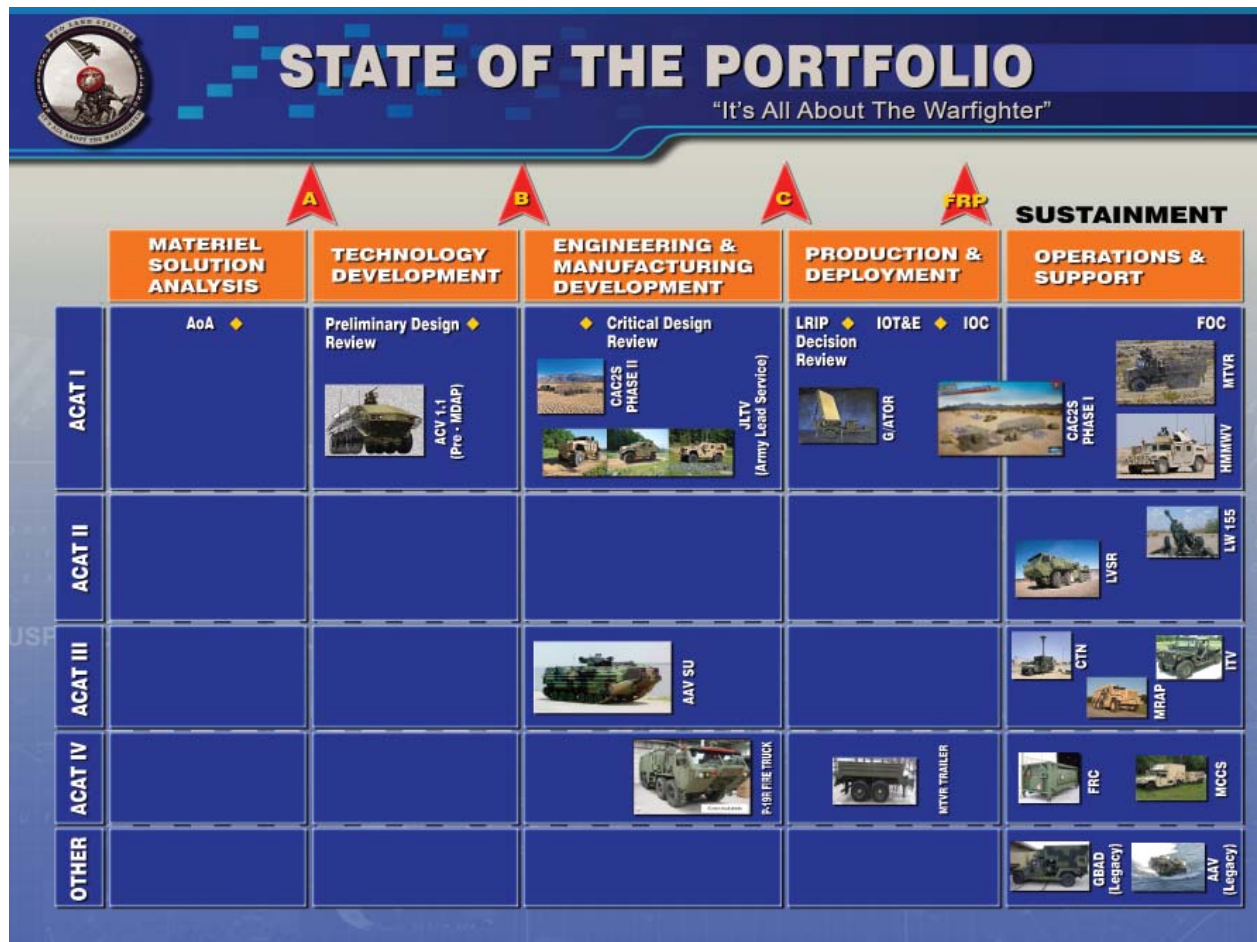 STATE OF THE PORTFOLIO
"It's All About The Warfighter"
A
B
C
FRP
SUSTAINMENT
MATERIEL
SOLUTION
ANALYSIS
TECHNOLOGY
DEVELOPMENT
ENGINEERING &
MANUFACTURING
DEVELOPMENT
PRODUCTION &
DEPLOYMENT
OPERATIONS &
SUPPORT
ACAT I
AoA
Preliminary Design
Review
ACV 1.1
(Pre - MDAP)
Critical Design
Review
CAC2S
PHASE II
JLTV
(Army Lead Service)
LRIP
Decision
Review
IOT&E
IOC
G/ATOR
CAC2S
PHASE I
FOC
MTVR
HMMWV
ACAT II
LVSR
LW 155
ACAT III
AAV SU
CTN
MRAP
ITV
ACAT IV
P-19R FIRE TRUCK
MTVR TRAILER
FRC
MCCS
OTHER
GBAD
(Legacy)
AAV
(Legacy)